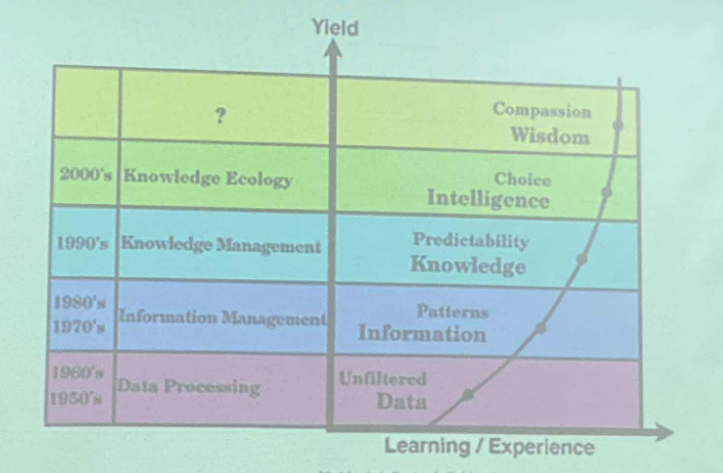 Yield
?
Compassion
Wisdom
2000's Knowledge Ecology
Choice
Intelligence
1990's Knowledge Management
Predictability
Knowledge
1980's
1970's
Information Management
Patterns
Information
1960's
1950's
Data Processing
Unfiltered
Data
Learning / Experience